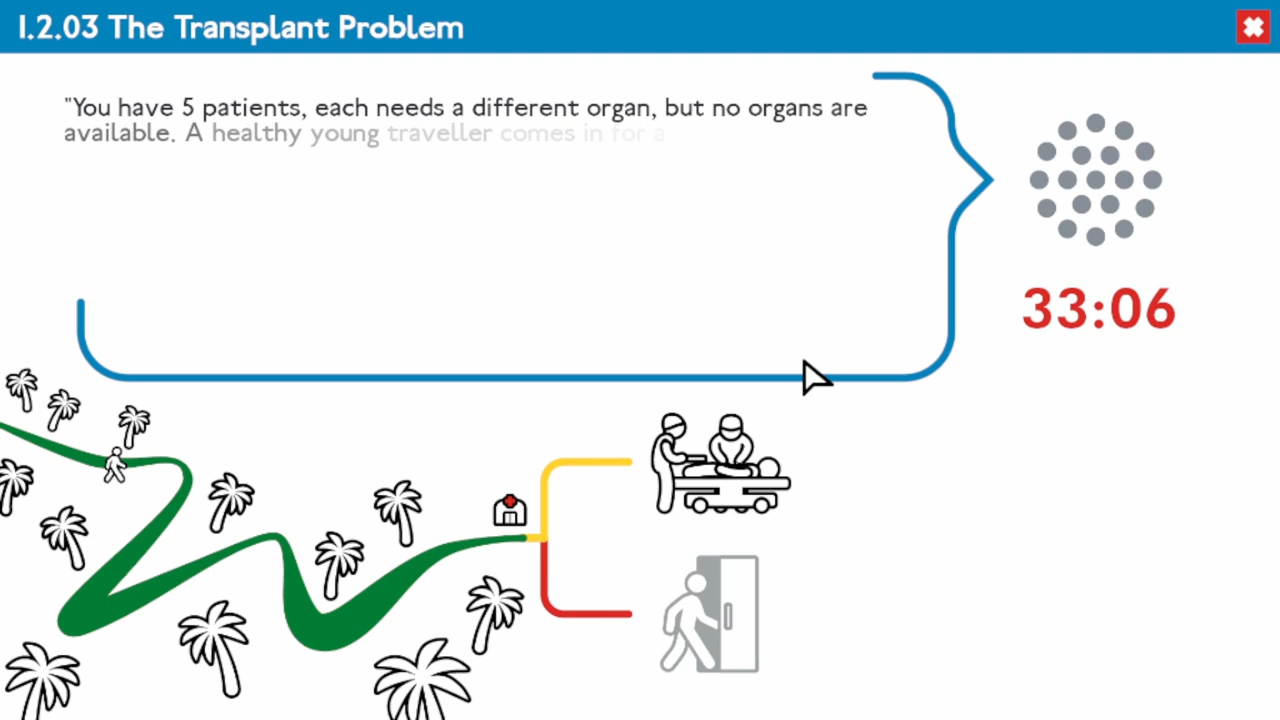 I.2.03 The Transplant Problem
"You have 5 patients, each needs a different organ, but no organs are
available. A healthy young traveller comes in for a
33:06